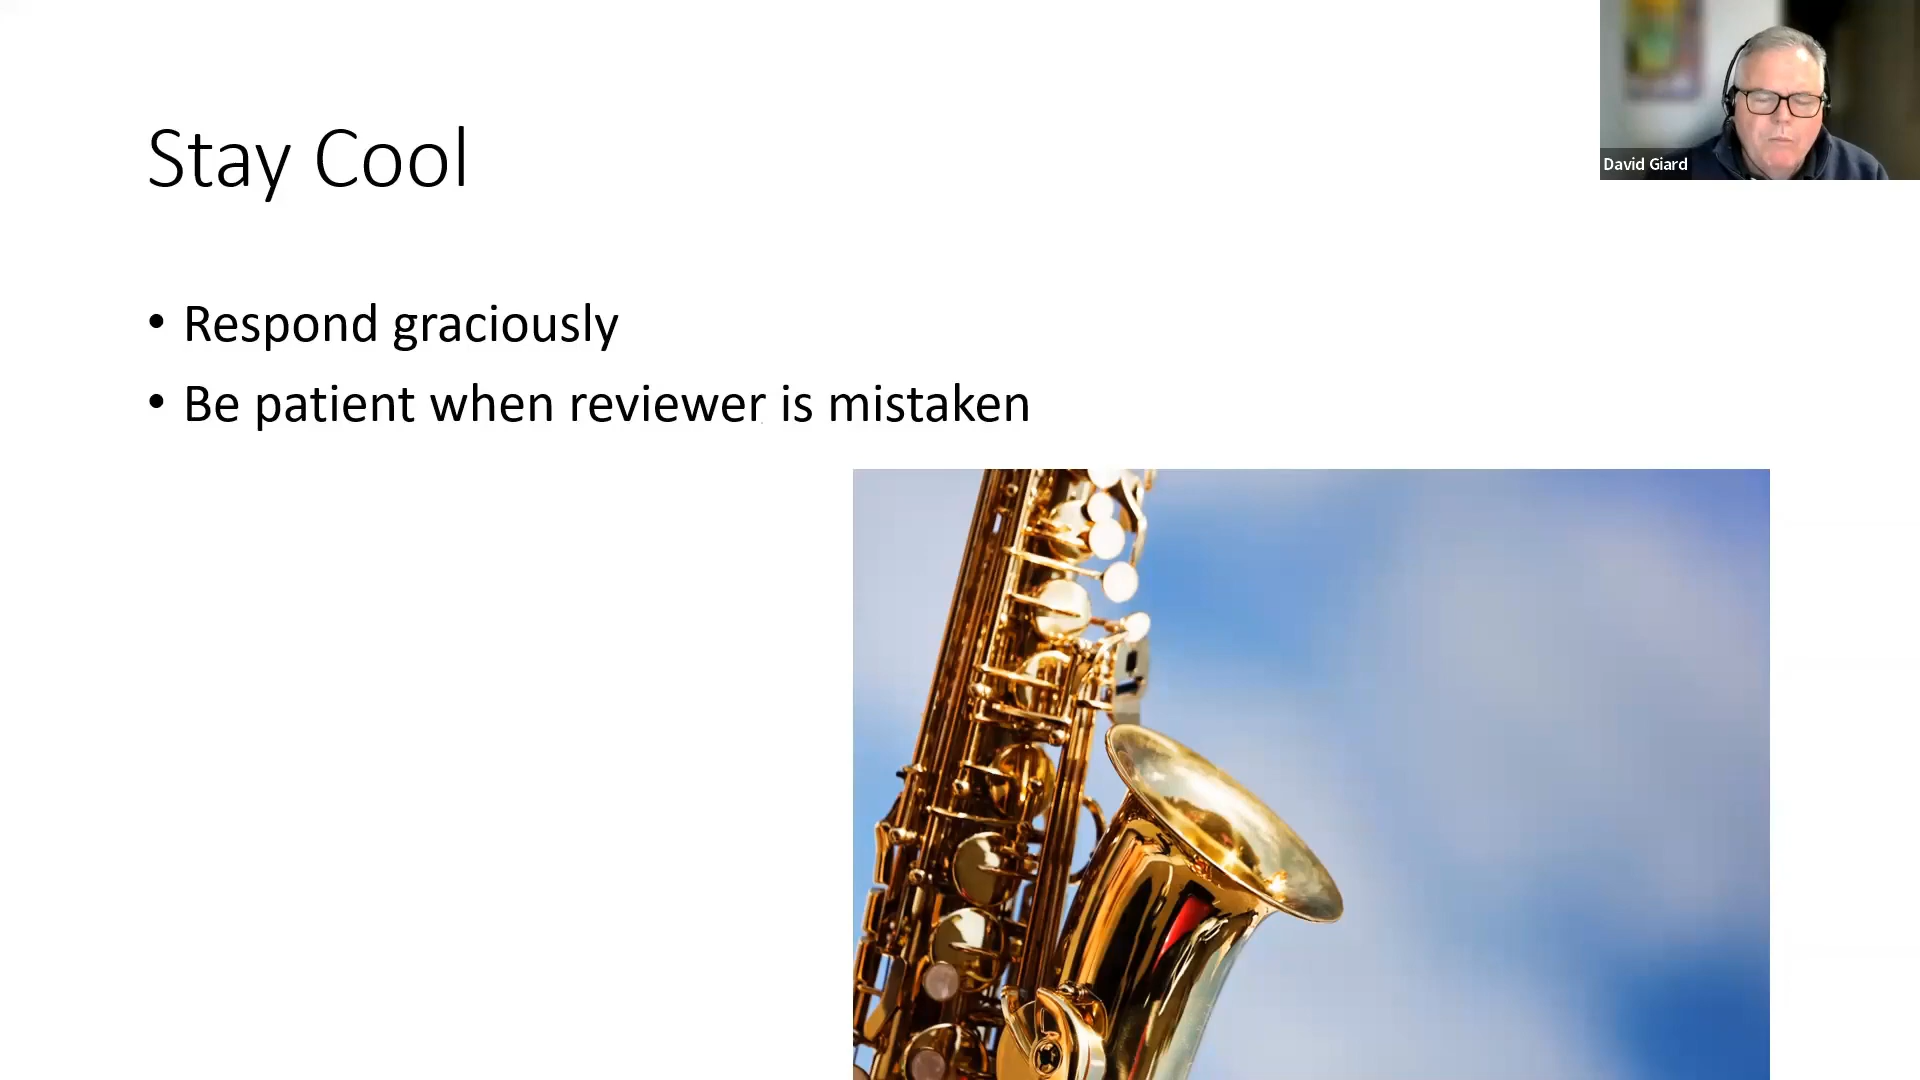 Stay Cool
David Giard
• Respond graciously
• Be patient when reviewer is mistaken